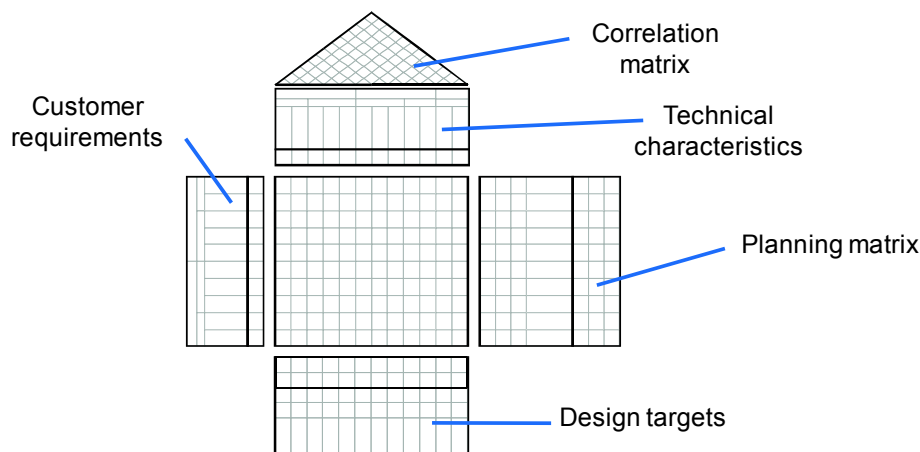 Correlation
matrix
Customer
requirements
Technical
characteristics
Planning matrix
Design targets